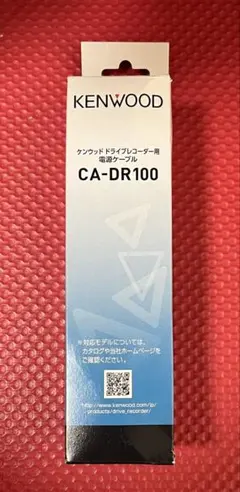 KENWOOD
ケンウッド ドライブレコーダー用
電源ケーブル
CA-DR100
※対応モデルについては、
カタログや当社ホームページを
ご確認ください。
http://www.kenwood.com/jp/
products/drive_recorder/